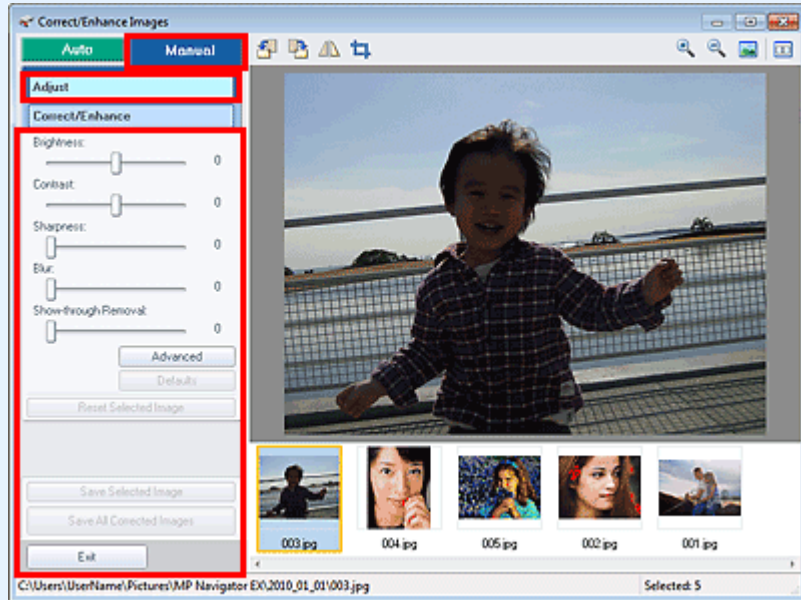 Correct/Enhance Images
Auto
Manual
Adjust
Correct/Enhance
Brightness:
0
Contrast:
0
Sharpness:
0
Blur:
0
Show-through Removal:
0
Advanced
Defaults
Reset Selected Image
Save Selected Image
Save All Corrected Images
Exit
003.jpg
004.jpg
005.jpg
002.jpg
001.jpg
C:\Users\UserName\Pictures\MP Navigator EX\2010_01_01\003.jpg
Selected: 5